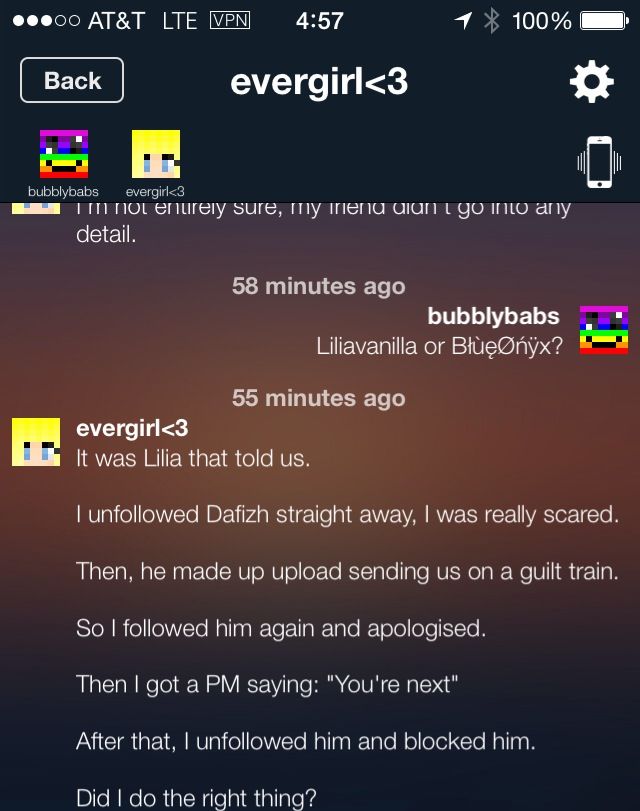 AT&T LTE VPN 4:57 100%
Back evergirl<3
bubblybabs evergirl<3
I'm not entirely sure, my friend didn't go into any
detail.
58 minutes ago
bubblybabs
Liliavanilla or BłùęØńÿx?
55 minutes ago
evergirl<3
It was Lilia that told us.
I unfollowed Dafizh straight away, I was really scared.
Then, he made up upload sending us on a guilt train.
So I followed him again and apologised.
Then I got a PM saying: "You're next"
After that, I unfollowed him and blocked him.
Did I do the right thing?